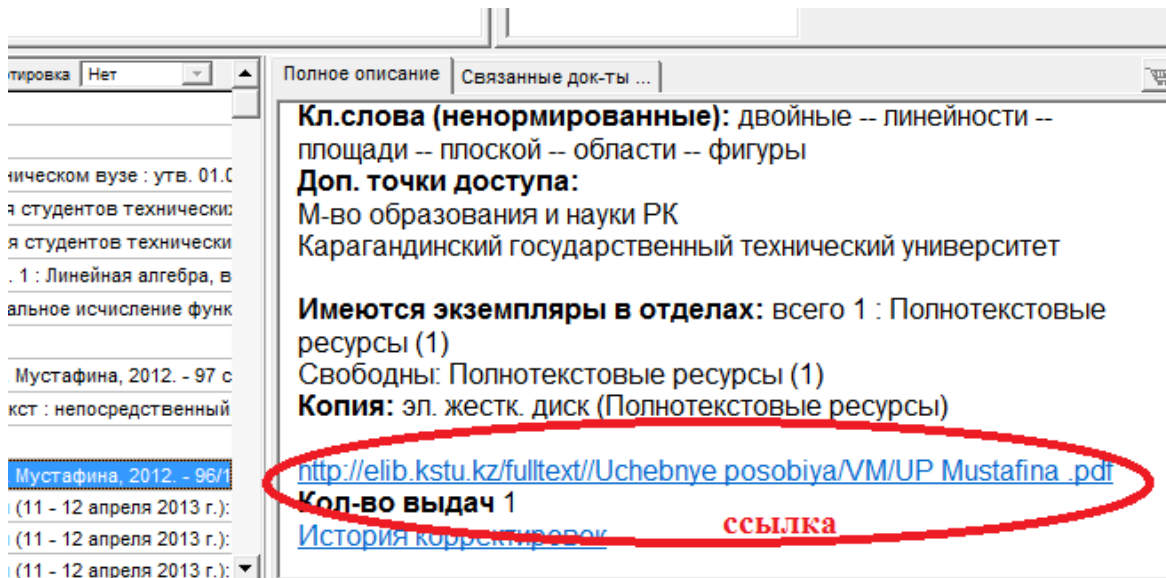 ртировка Нет
Полное описание Связанные док-ты ...
Кл.слова (ненормированные): двойные -- линейности --
площади -- плоской -- области -- фигуры
Доп. точки доступа:
М-во образования и науки РК
Карагандинский государственный технический университет
Имеются экземпляры в отделах: всего 1 : Полнотекстовые
ресурсы (1)
Свободны: Полнотекстовые ресурсы (1)
Копия: эл. жестк. диск (Полнотекстовые ресурсы)
http://elib.kstu.kz/fulltext//Uchebnye posobiya/VM/UP Mustafina .pdf
Кол-во выдач 1
ссылка
История корректировок
ническом вузе : утв. 01.0
я студентов технических
я студентов технически
. 1 : Линейная алгебра, в
альное исчисление функ
Мустафина, 2012. - 97 с
кст : непосредственный
Мустафина, 2012. - 96/1
(11 - 12 апреля 2013 г.):
(11 - 12 апреля 2013 г.):
(11 - 12 апреля 2013 г.):